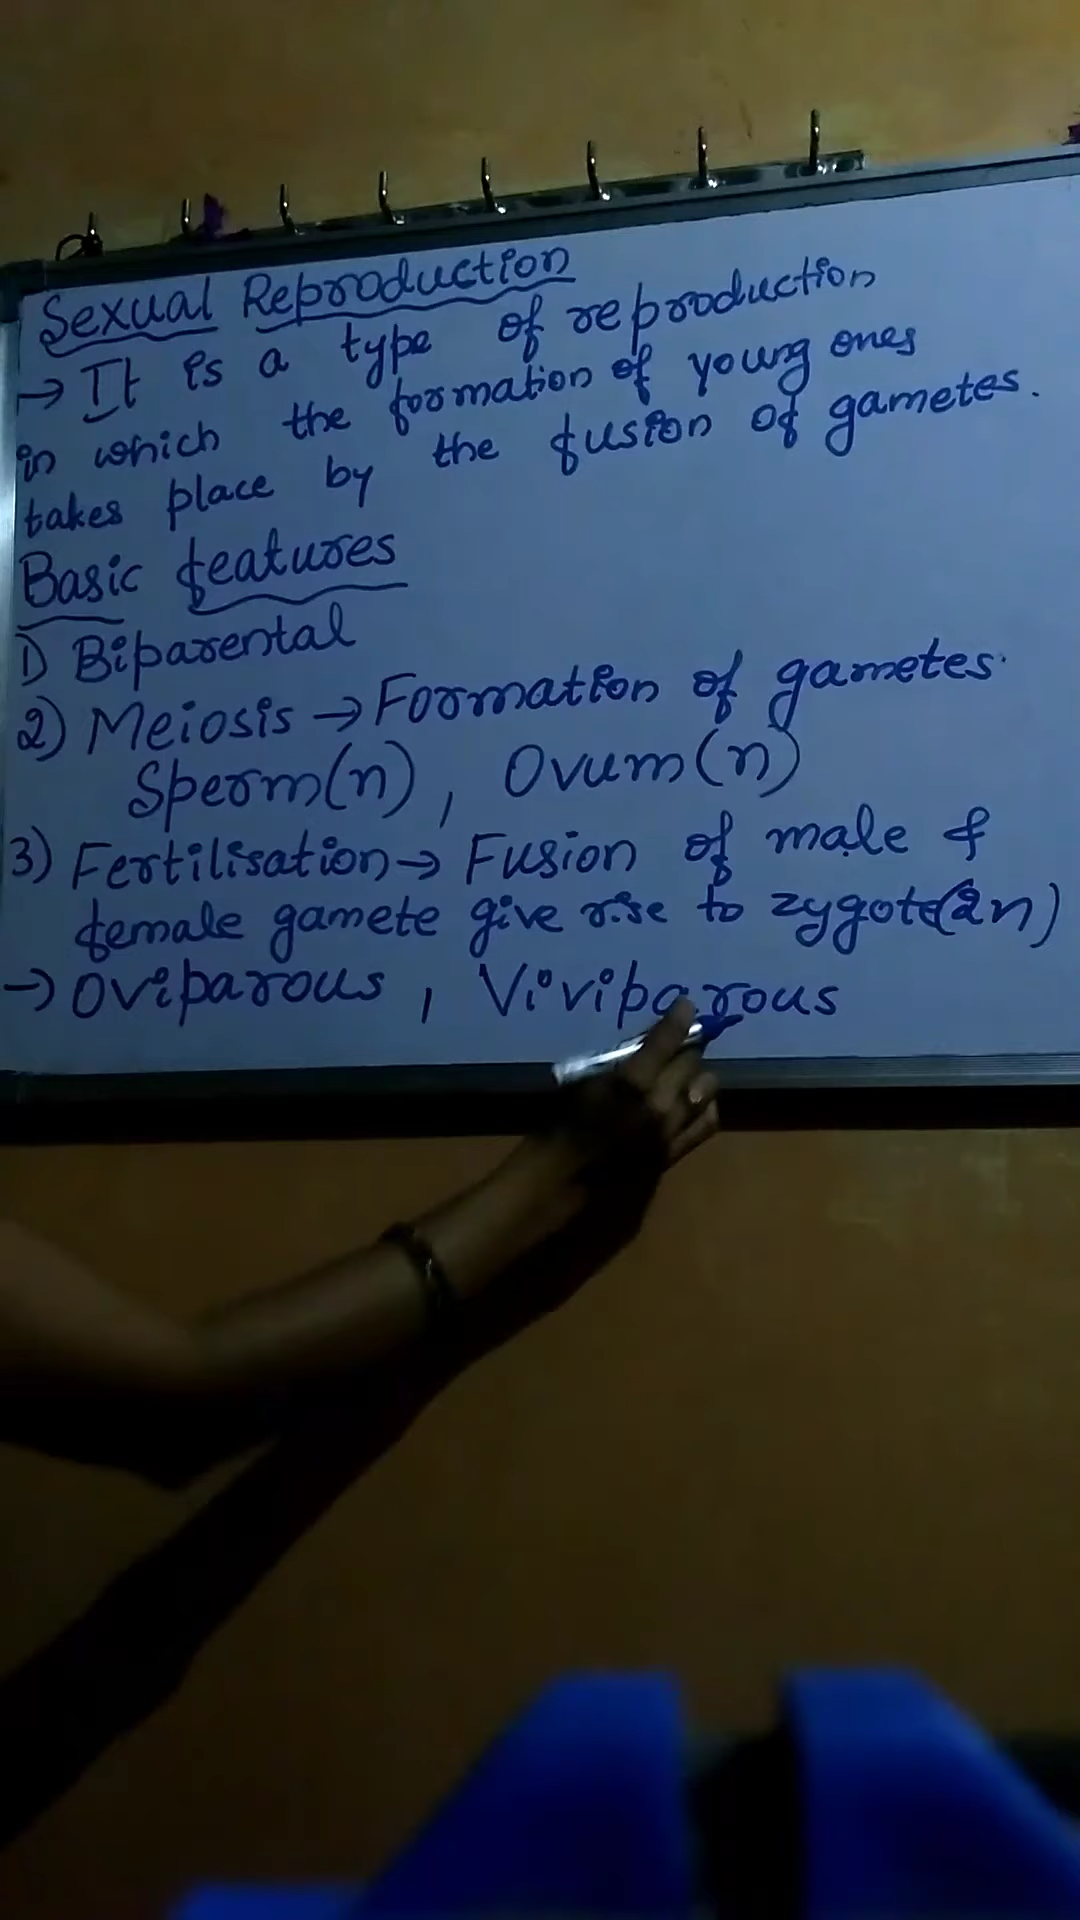 Sexual Reproduction
→ It is a type of reproduction
in which the formation of young ones
takes place by the fusion of gametes.
Basic features
1) Biparental
2) Meiosis → Formation of gametes.
Sperm(n), Ovum(n)
3) Fertilisation → Fusion of male &
female gamete give rise to zygote(2n)
→ Oviparous, Viviparous